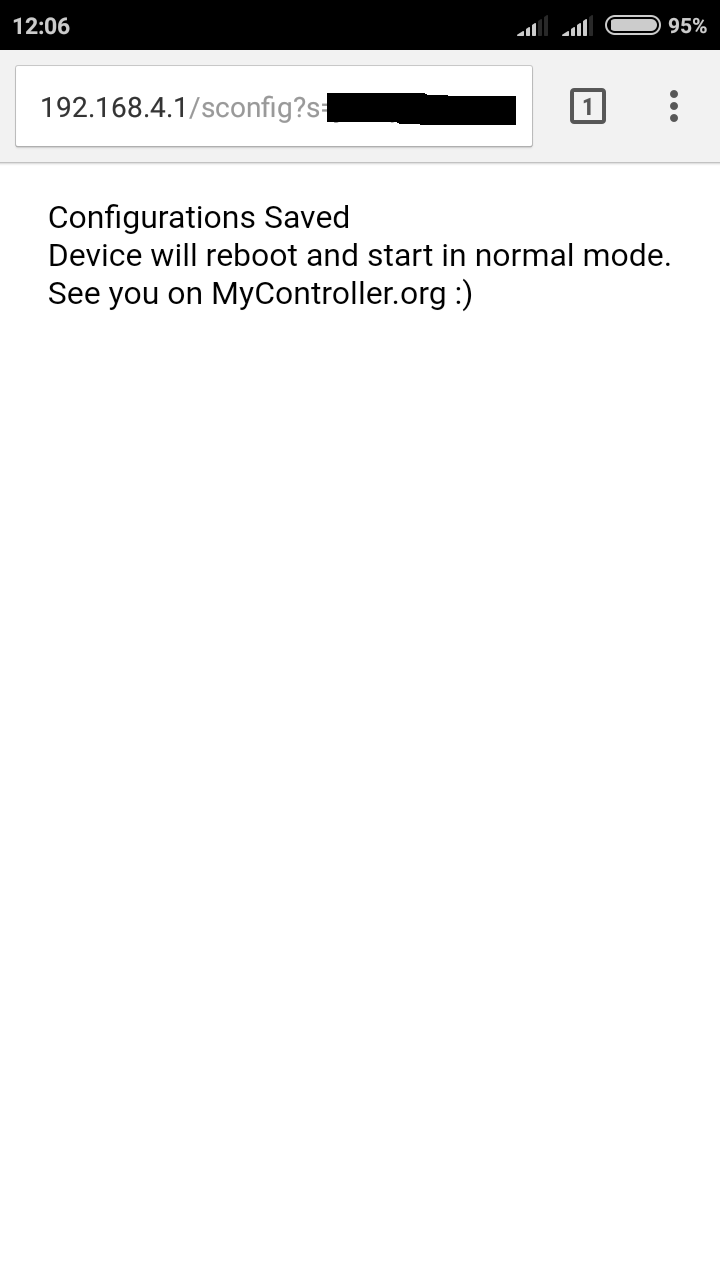 12:06
95%
192.168.4.1/sconfig?s=
1
Configurations Saved
Device will reboot and start in normal mode.
See you on MyController.org :)